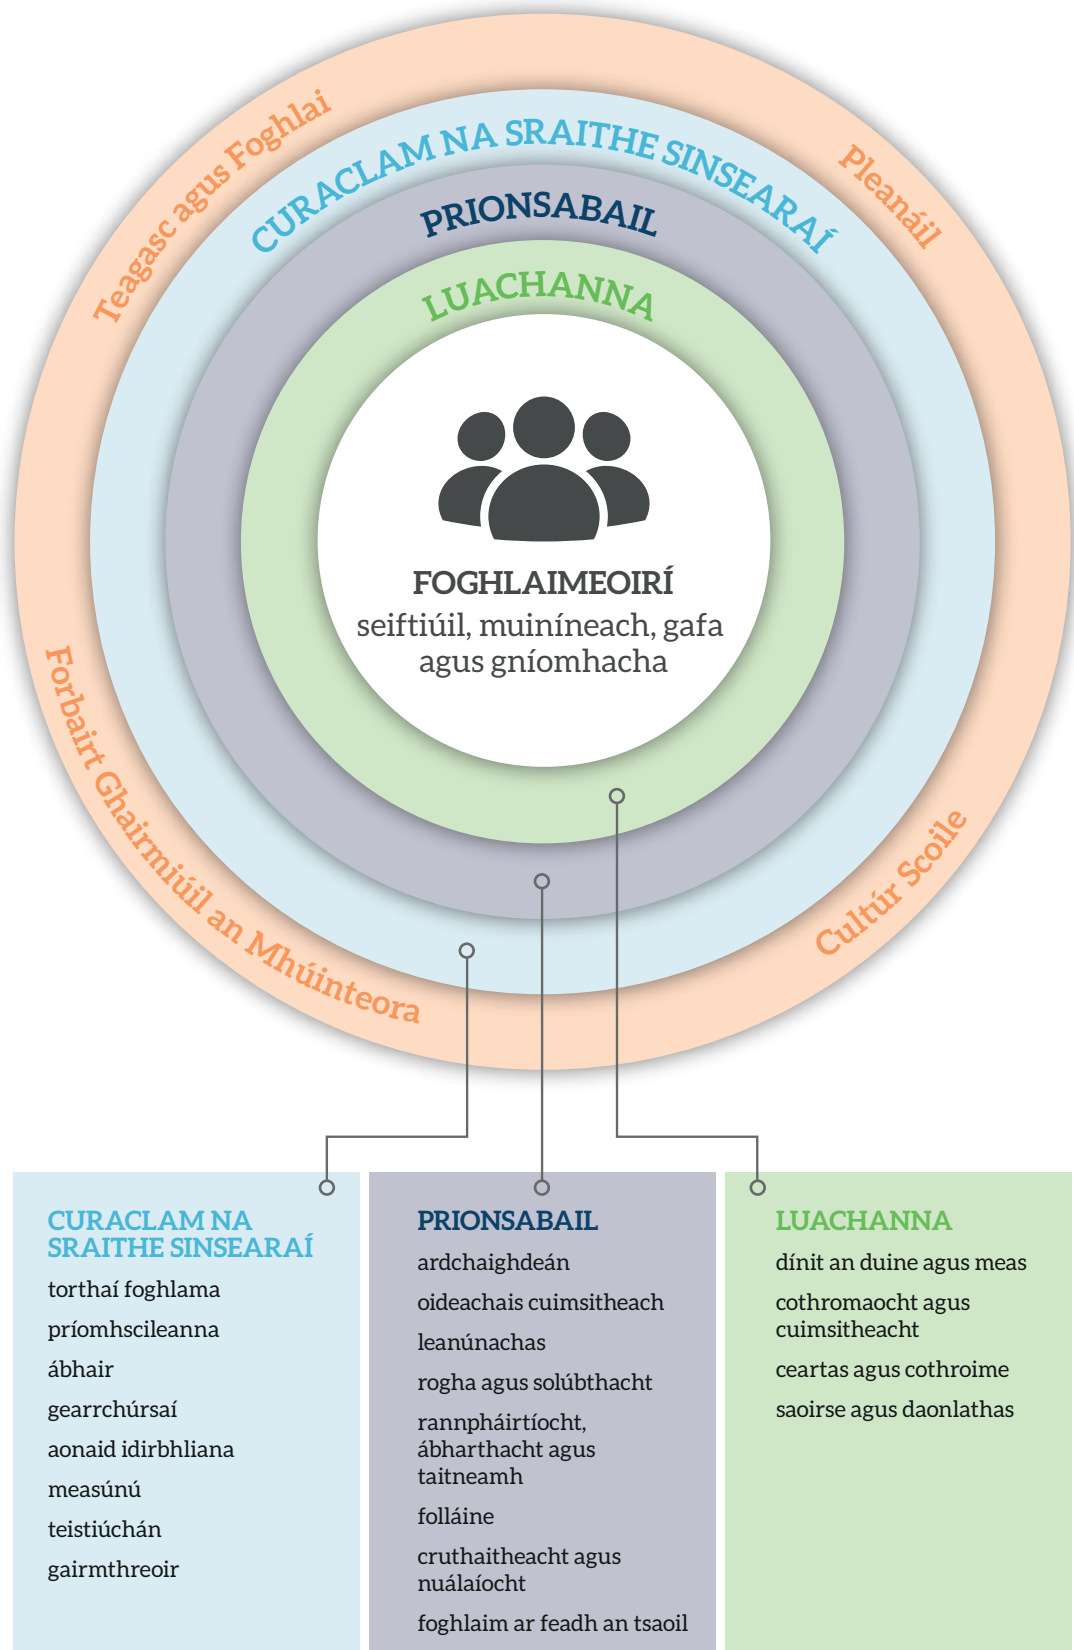 Teagasc agus Foghlai
Pleanáil
CURACLAM NA SRAITHE SINSEARAÍ
PRIONSABAIL
LUACHANNA
FOGHLAIMEOIRÍ
seiftiúil, muiníneach, gafa
agus gníomhacha
Forbairt Ghairmiúil an Mhúinteora
Cultúr Scoile
CURACLAM NA
SRAITHE SINSEARAÍ
torthaí foghlama
príomhscileanna
ábhair
gearrchúrsaí
aonaid idirbhliana
measúnú
teistiúchán
gairmthreoir
PRIONSABAIL
ardchaighdeán
oideachais cuimsitheach
leanúnachas
rogha agus solúbthacht
rannpháirtíocht,
ábharthacht agus
taitneamh
folláine
cruthaitheacht agus
nuálaíocht
foghlaim ar feadh an tsaoil
LUACHANNA
dínit an duine agus meas
cothromaocht agus
cuimsitheacht
ceartas agus cothroime
saoirse agus daonlathas